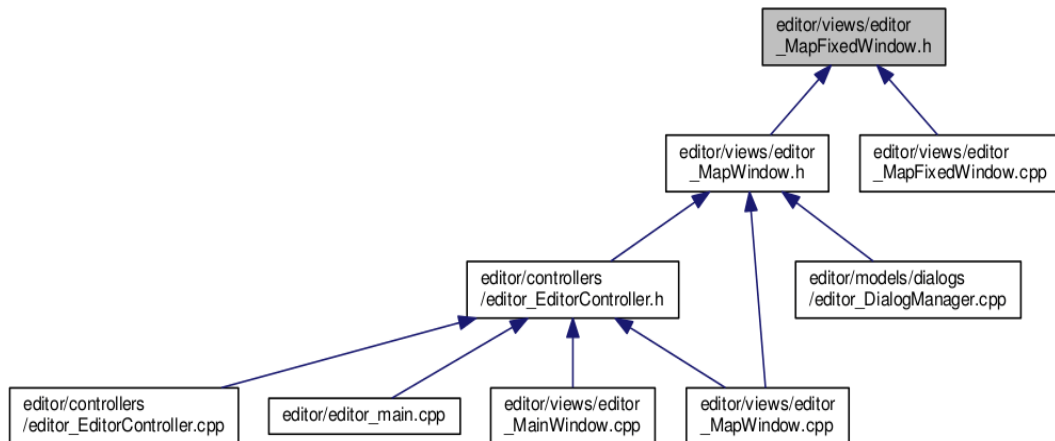 editor/views/editor
_MapFixedWindow.h
editor/views/editor
_MapWindow.h
editor/views/editor
_MapFixedWindow.cpp
editor/controllers
/editor_EditorController.h
editor/models/dialogs
/editor_DialogManager.cpp
editor/controllers
/editor_EditorController.cpp
editor/editor_main.cpp
editor/views/editor
_MainWindow.cpp
editor/views/editor
_MapWindow.cpp